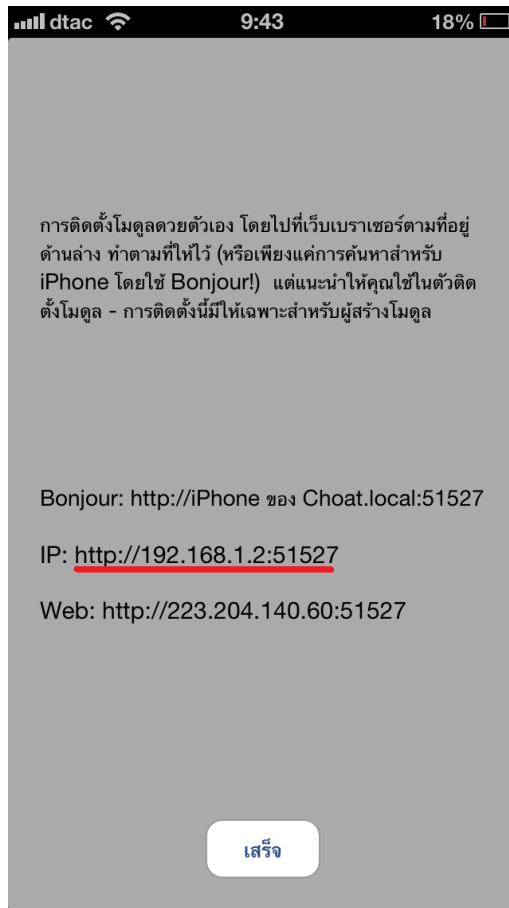 dtac 9:43 18%
การติดตั้งโมดูลดวยตัวเอง โดยไปที่เว็บเบราเซอร์ตามที่อยู่
ด้านล่าง ทำตามที่ให้ไว้ (หรือเพียงแค่การค้นหาสำหรับ
iPhone โดยใช้ Bonjour!) แต่แนะนำให้คุณใช้ในตัวติด
ตั้งโมดูล - การติดตั้งนี้มีให้เฉพาะสำหรับผู้สร้างโมดูล
Bonjour: http://iPhone ของ Choat.local:51527
IP: http://192.168.1.2:51527
Web: http://223.204.140.60:51527
เสร็จ